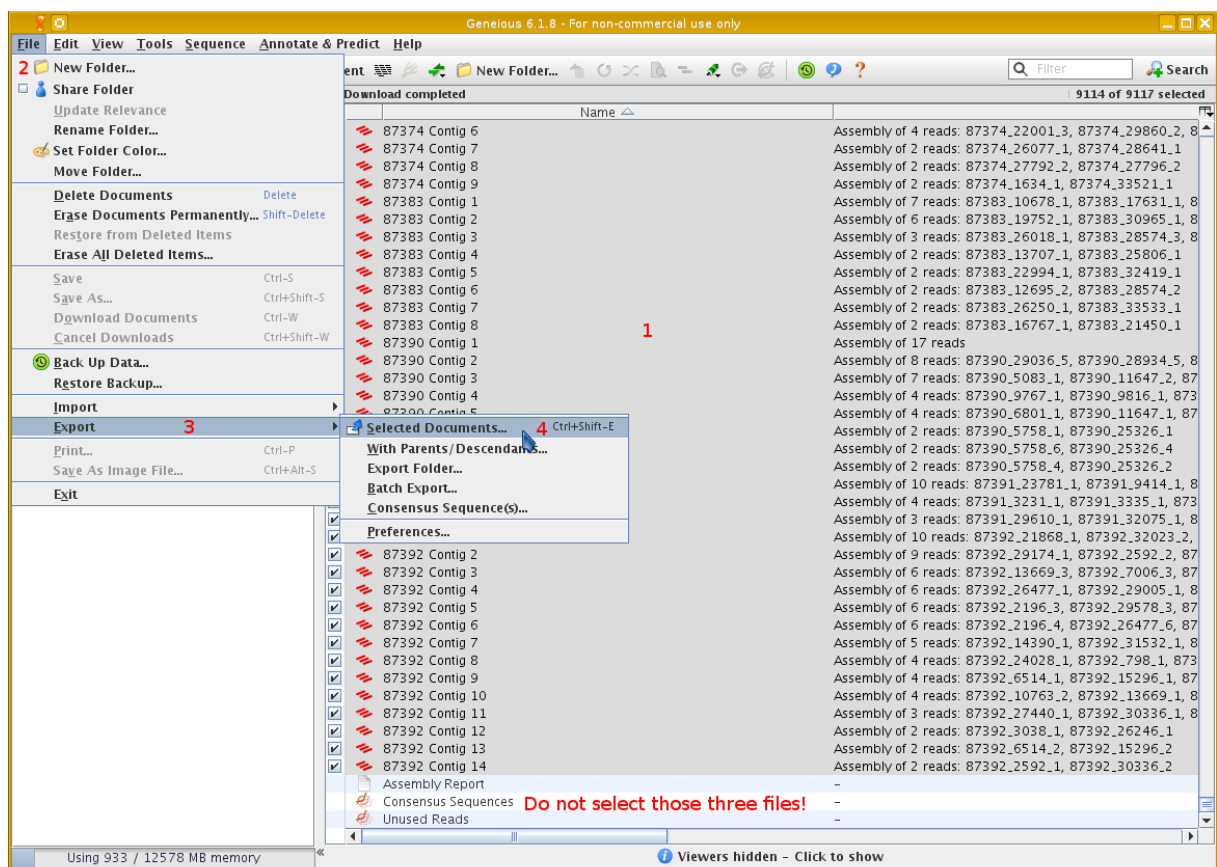 Geneious 6.1.8 - For non-commercial use only
File Edit View Tools Sequence Annotate & Predict Help
2 New Folder...
Share Folder
Update Relevance
Rename Folder...
Set Folder Color...
Move Folder...
Delete Documents Delete
Erase Documents Permanently... Shift-Delete
Restore from Deleted Items
Erase All Deleted Items...
Save Ctrl-S
Save As... Ctrl+Shift-S
Download Documents Ctrl-W
Cancel Downloads Ctrl+Shift-W
Back Up Data...
Restore Backup...
Import
Export 3
Print... Ctrl-P
Save As Image File... Ctrl+Alt-S
Exit
Selected Documents... 4 Ctrl+Shift-E
With Parents/Descendants...
Export Folder...
Batch Export...
Consensus Sequence(s)...
Preferences...
ent New Folder... ? Filter Search
Download completed 9114 of 9117 selected
Name
87374 Contig 6 Assembly of 4 reads: 87374_22001_3, 87374_29860_2, 8
87374 Contig 7 Assembly of 2 reads: 87374_26077_1, 87374_28641_1
87374 Contig 8 Assembly of 2 reads: 87374_27792_2, 87374_27796_2
87374 Contig 9 Assembly of 2 reads: 87374_1634_1, 87374_33521_1
87383 Contig 1 Assembly of 7 reads: 87383_10678_1, 87383_17631_1, 8
87383 Contig 2 Assembly of 6 reads: 87383_19752_1, 87383_30965_1, 8
87383 Contig 3 Assembly of 3 reads: 87383_26018_1, 87383_28574_3, 8
87383 Contig 4 Assembly of 2 reads: 87383_13707_1, 87383_25806_1
87383 Contig 5 Assembly of 2 reads: 87383_22994_1, 87383_32419_1
87383 Contig 6 Assembly of 2 reads: 87383_12695_2, 87383_28574_2
87383 Contig 7 Assembly of 2 reads: 87383_26250_1, 87383_33533_1
87383 Contig 8 1 Assembly of 2 reads: 87383_16767_1, 87383_21450_1
87390 Contig 1 Assembly of 17 reads
87390 Contig 2 Assembly of 8 reads: 87390_29036_5, 87390_28934_5, 8
87390 Contig 3 Assembly of 7 reads: 87390_5083_1, 87390_11647_2, 87
87390 Contig 4 Assembly of 4 reads: 87390_9767_1, 87390_9816_1, 873
87390 Contig 5 Assembly of 4 reads: 87390_6801_1, 87390_11647_1, 87
Assembly of 2 reads: 87390_5758_1, 87390_25326_1
Assembly of 2 reads: 87390_5758_6, 87390_25326_4
Assembly of 2 reads: 87390_5758_4, 87390_25326_2
Assembly of 10 reads: 87391_23781_1, 87391_9414_1, 8
Assembly of 4 reads: 87391_3231_1, 87391_3335_1, 873
Assembly of 3 reads: 87391_29610_1, 87391_32075_1, 8
Assembly of 10 reads: 87392_21868_1, 87392_32023_2,
87392 Contig 2 Assembly of 9 reads: 87392_29174_1, 87392_2592_2, 87
87392 Contig 3 Assembly of 6 reads: 87392_13669_3, 87392_7006_3, 87
87392 Contig 4 Assembly of 6 reads: 87392_26477_1, 87392_29005_1, 8
87392 Contig 5 Assembly of 6 reads: 87392_2196_3, 87392_29578_3, 87
87392 Contig 6 Assembly of 6 reads: 87392_2196_4, 87392_26477_6, 87
87392 Contig 7 Assembly of 5 reads: 87392_14390_1, 87392_31532_1, 8
87392 Contig 8 Assembly of 4 reads: 87392_24028_1, 87392_798_1, 873
87392 Contig 9 Assembly of 4 reads: 87392_6514_1, 87392_15296_1, 87
87392 Contig 10 Assembly of 4 reads: 87392_10763_2, 87392_13669_1, 8
87392 Contig 11 Assembly of 3 reads: 87392_27440_1, 87392_30336_1, 8
87392 Contig 12 Assembly of 2 reads: 87392_3038_1, 87392_26246_1
87392 Contig 13 Assembly of 2 reads: 87392_6514_2, 87392_15296_2
87392 Contig 14 Assembly of 2 reads: 87392_2592_1, 87392_30336_2
Assembly Report -
Consensus Sequences Do not select those three files! -
Unused Reads -
Using 933 / 12578 MB memory Viewers hidden - Click to show